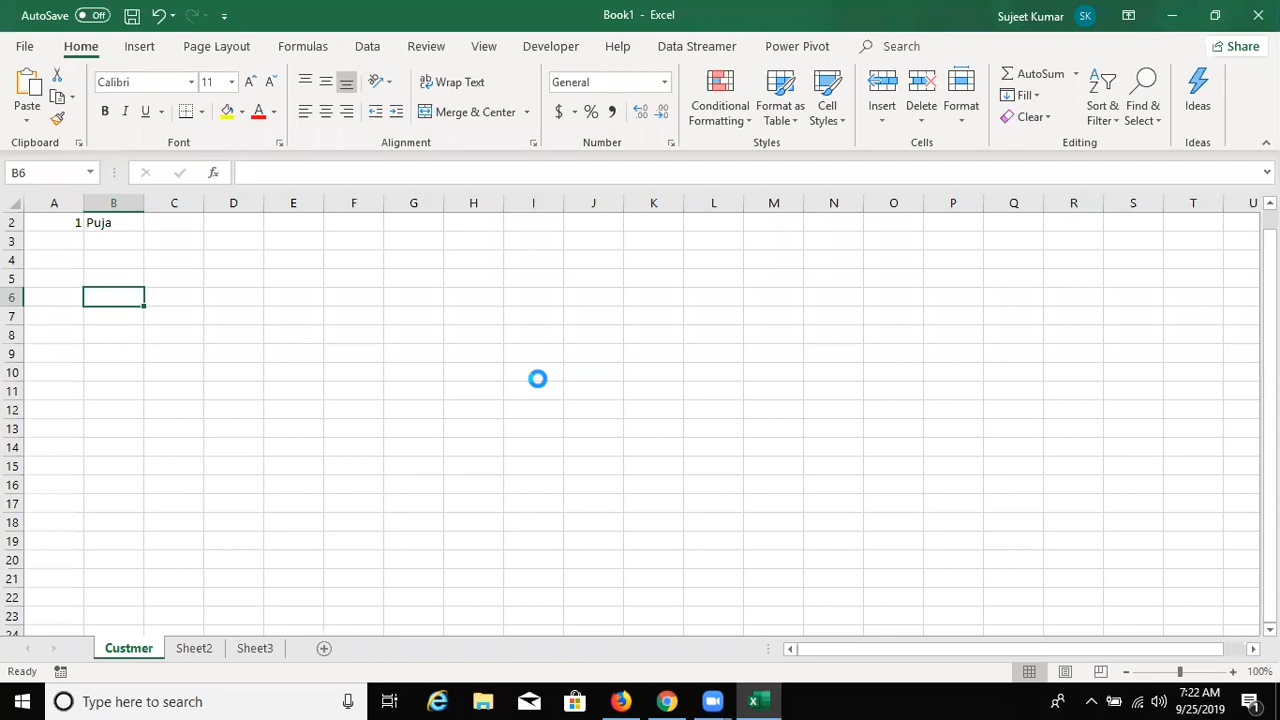 AutoSave Off Book1 - Excel Sujeet Kumar SK
File Home Insert Page Layout Formulas Data Review View Developer Help Data Streamer Power Pivot Search Share
Paste Calibri 11 Wrap Text General Conditional Formatting Format as Table Cell Styles Insert Delete Format AutoSum Sort & Filter Find & Select Ideas
B I U A Merge & Center $ % , Fill Clear
Clipboard Font Alignment Number Styles Cells Editing Ideas
B6 fx
A B C D E F G H I J K L M N O P Q R S T U
2 1 Puja
3
4
5
6
7
8
9
10
11
12
13
14
15
16
17
18
19
20
21
22
23
24
Custmer Sheet2 Sheet3
Ready 100%
Type here to search 7:22 AM
9/25/2019 1